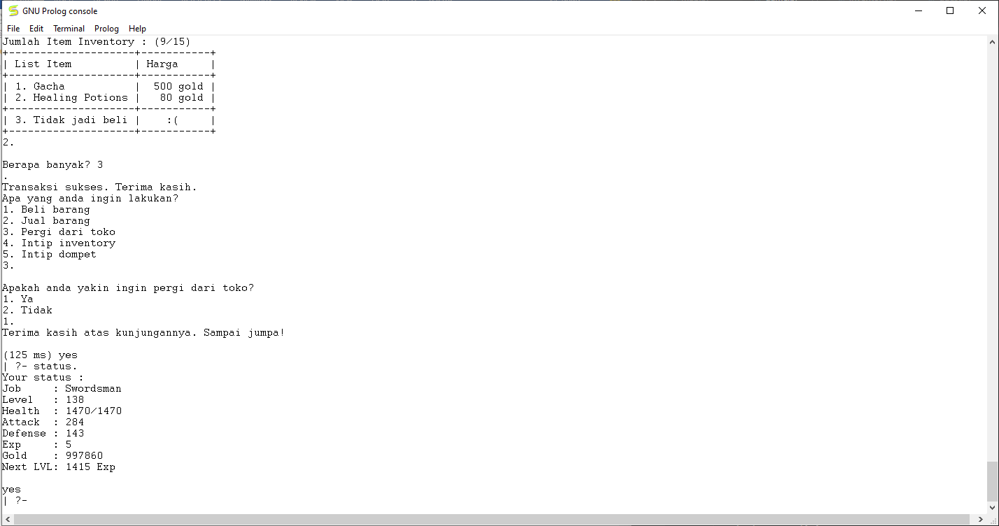 GNU Prolog console
File Edit Terminal Prolog Help
Jumlah Item Inventory : (9/15)
+--------------------+-----------+
| List Item          | Harga     |
+--------------------+-----------+
| 1. Gacha           |  500 gold |
| 2. Healing Potions |   80 gold |
+--------------------+-----------+
| 3. Tidak jadi beli |    :(     |
+--------------------+-----------+
2.
Berapa banyak? 3
.
Transaksi sukses. Terima kasih.
Apa yang anda ingin lakukan?
1. Beli barang
2. Jual barang
3. Pergi dari toko
4. Intip inventory
5. Intip dompet
3.
Apakah anda yakin ingin pergi dari toko?
1. Ya
2. Tidak
1.
Terima kasih atas kunjungannya. Sampai jumpa!
(125 ms) yes
| ?- status.
Your status :
Job     : Swordsman
Level   : 138
Health  : 1470/1470
Attack  : 284
Defense : 143
Exp     : 5
Gold    : 997860
Next LVL: 1415 Exp
yes
| ?-